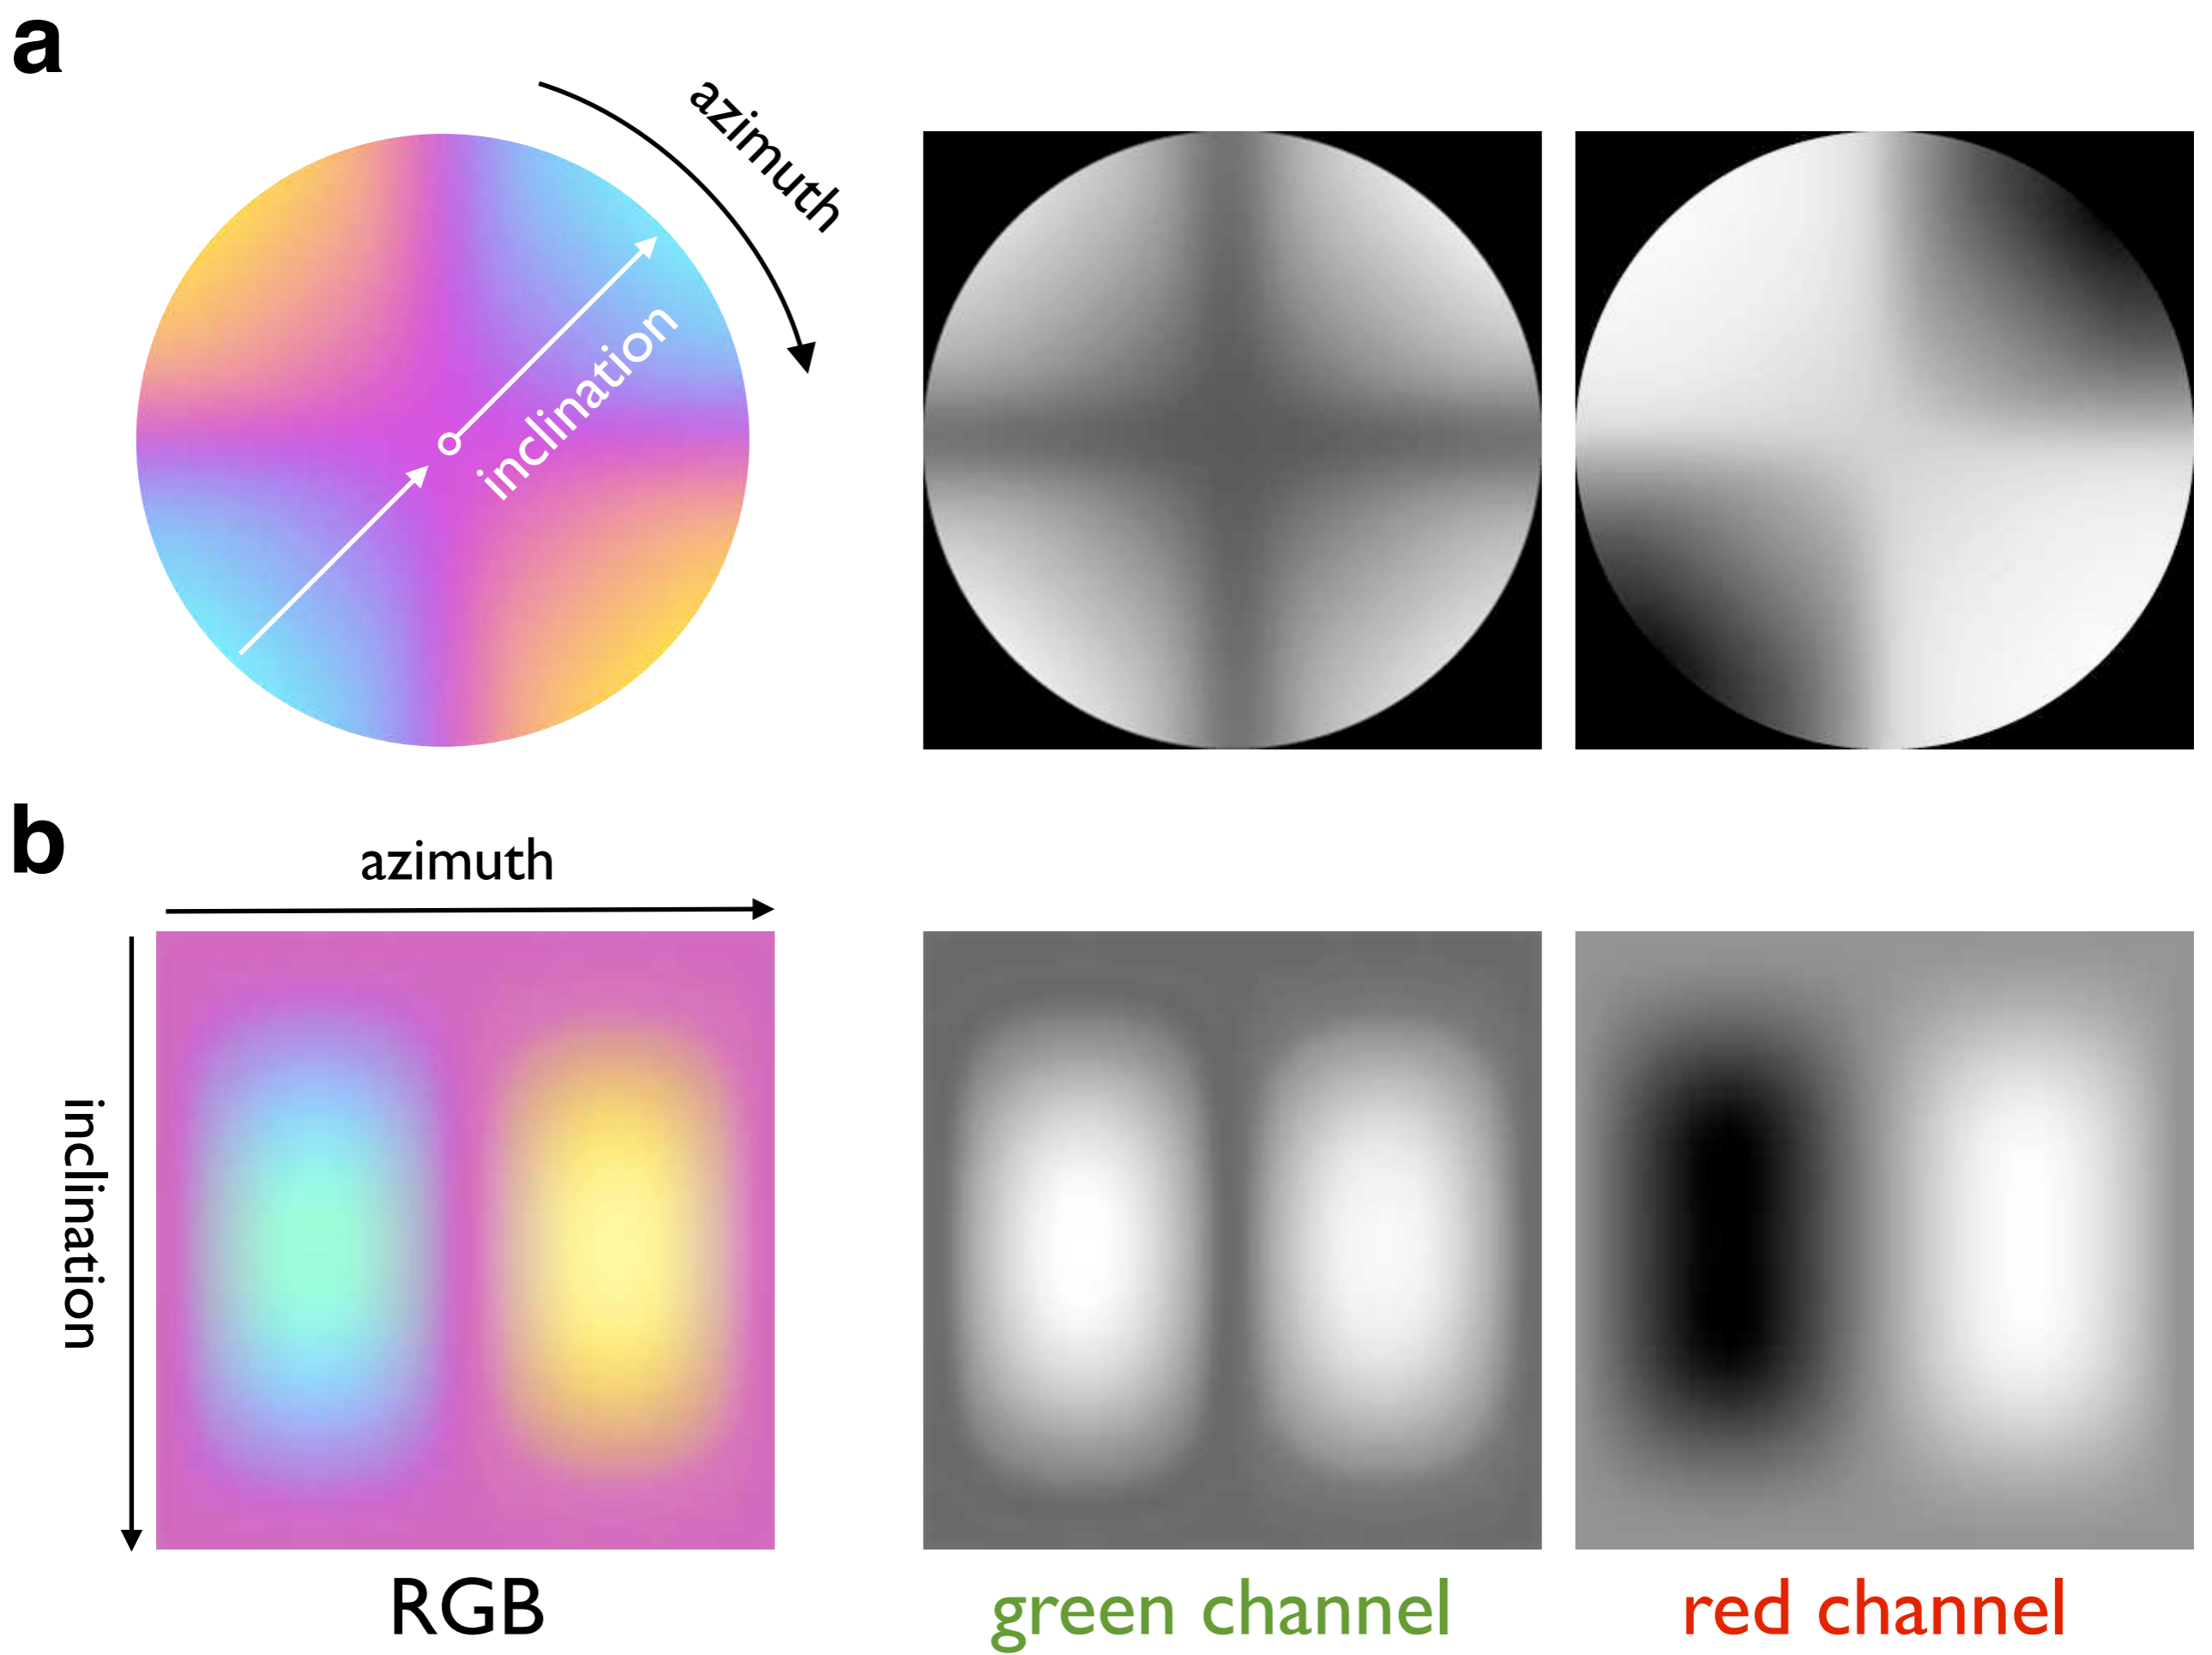 a
azimuth
inclination
b
azimuth
inclination
RGB
green channel
red channel